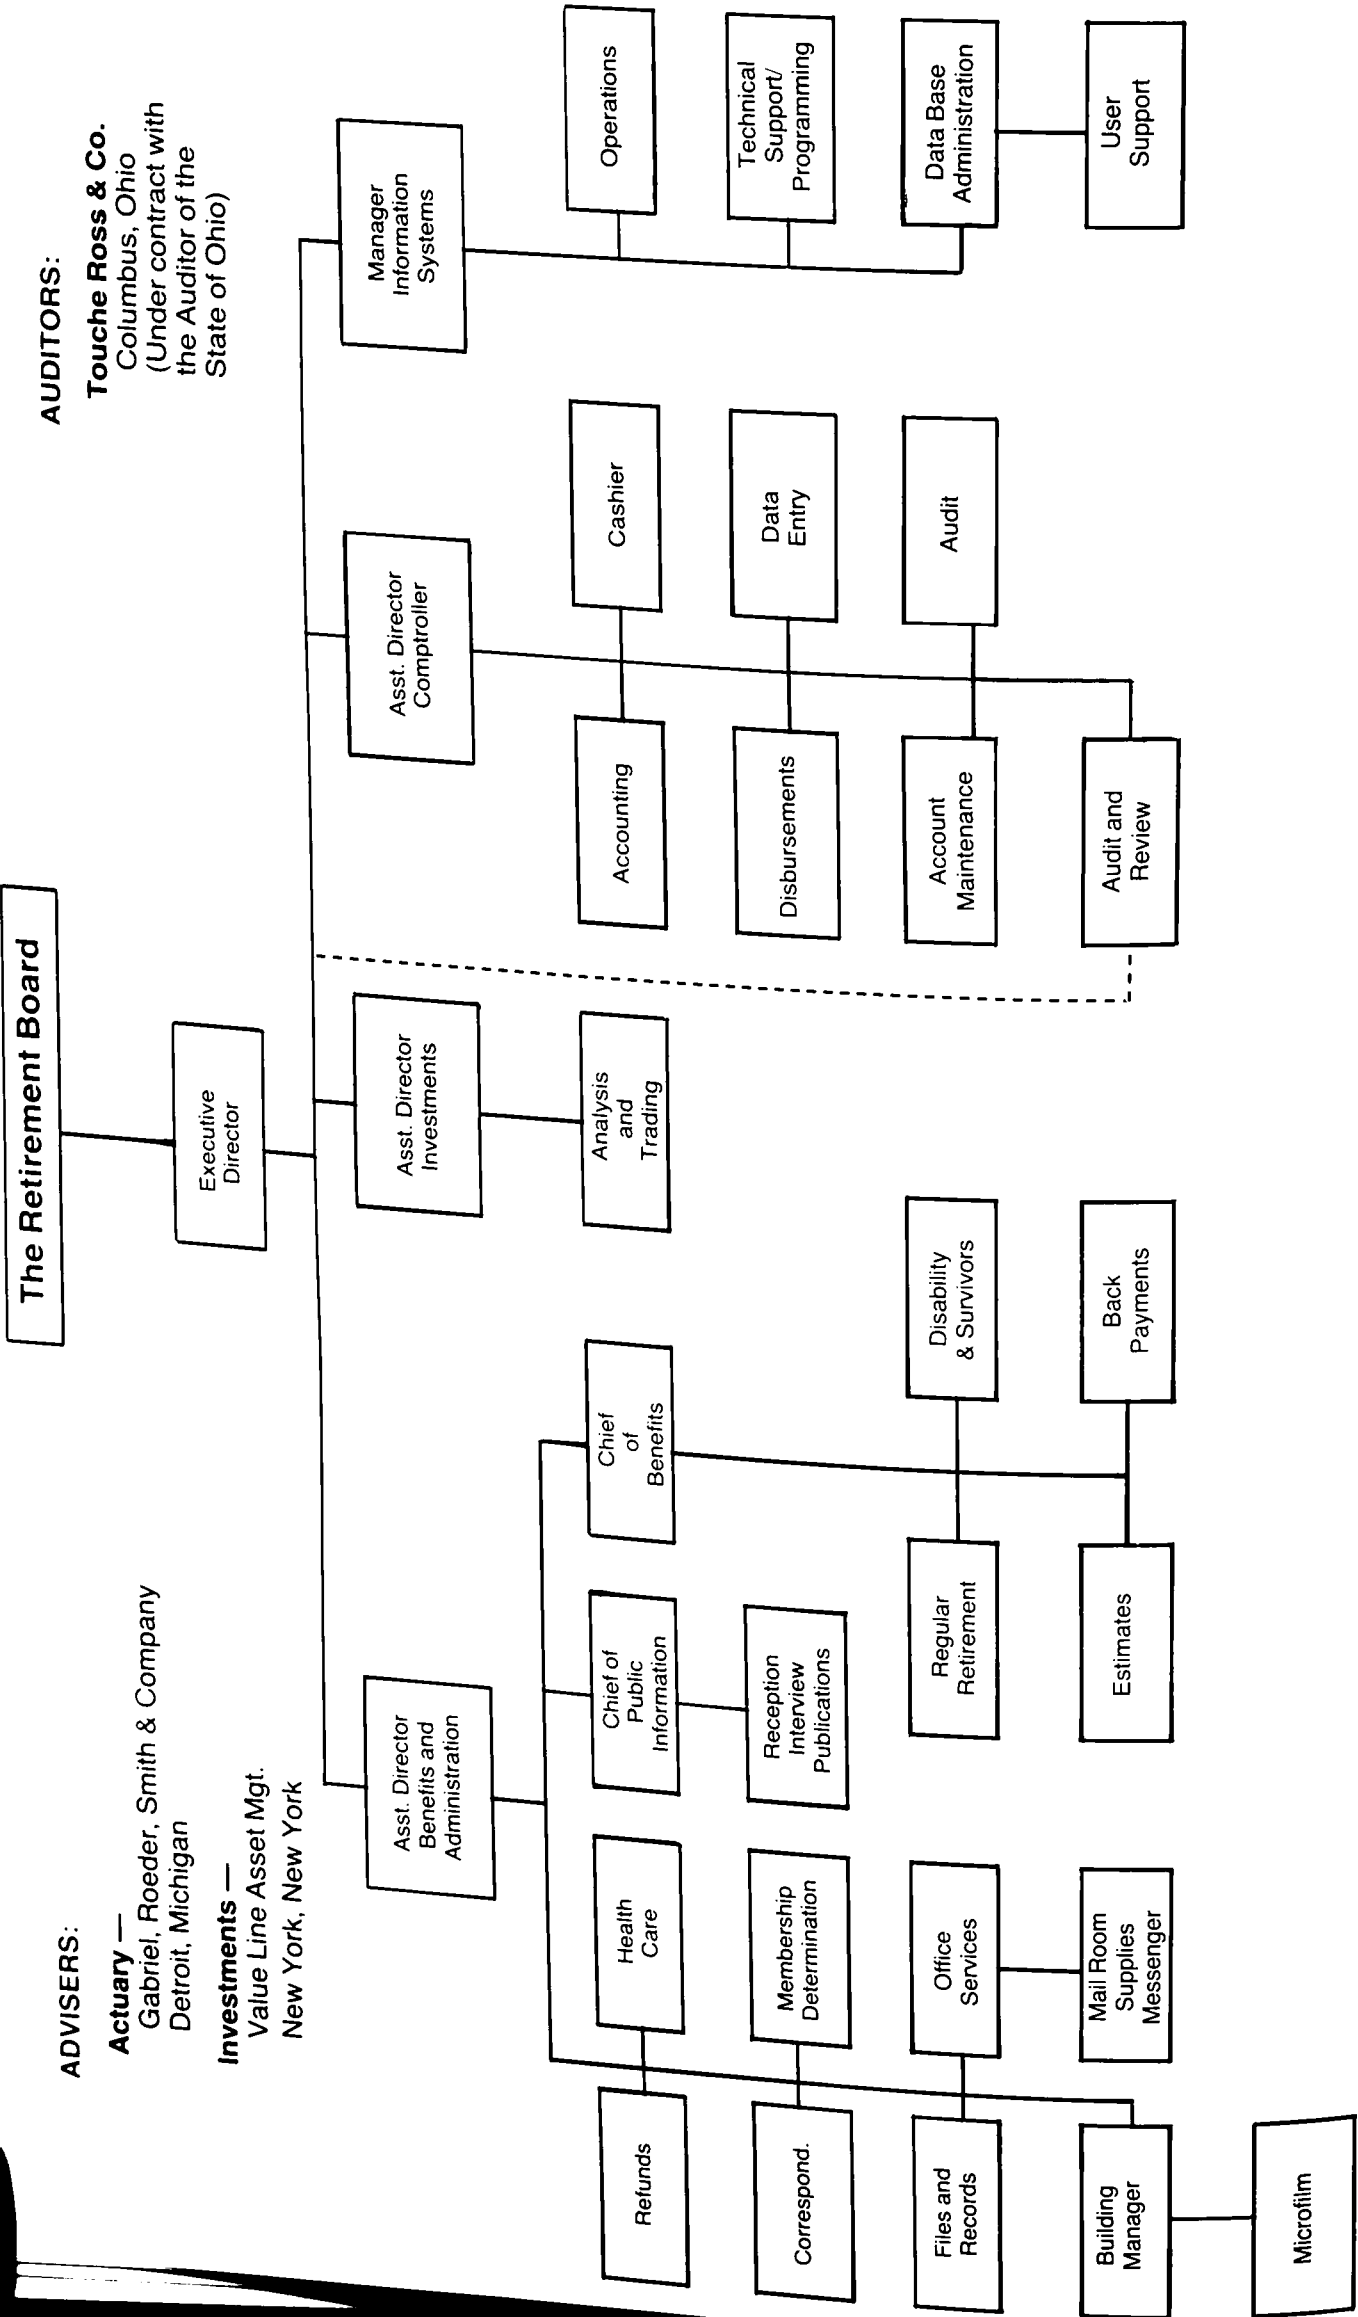 The Retirement Board
ADVISERS:
Actuary —
Gabriel, Roeder, Smith & Company
Detroit, Michigan
Investments —
Value Line Asset Mgt.
New York, New York
AUDITORS:
Touche Ross & Co.
Columbus, Ohio
(Under contract with
the Auditor of the
State of Ohio)
Executive
Director
Asst. Director
Benefits and
Administration
Asst. Director
Investments
Asst. Director
Comptroller
Manager
Information
Systems
Refunds
Health
Care
Chief of
Public
Information
Chief
of
Benefits
Analysis
and
Trading
Accounting
Cashier
Operations
Correspond.
Membership
Determination
Reception
Interview
Publications
Disbursements
Data
Entry
Technical
Support/
Programming
Files and
Records
Office
Services
Regular
Retirement
Disability
& Survivors
Account
Maintenance
Audit
Data Base
Administration
Building
Manager
Mail Room
Supplies
Messenger
Estimates
Back
Payments
Audit and
Review
User
Support
Microfilm